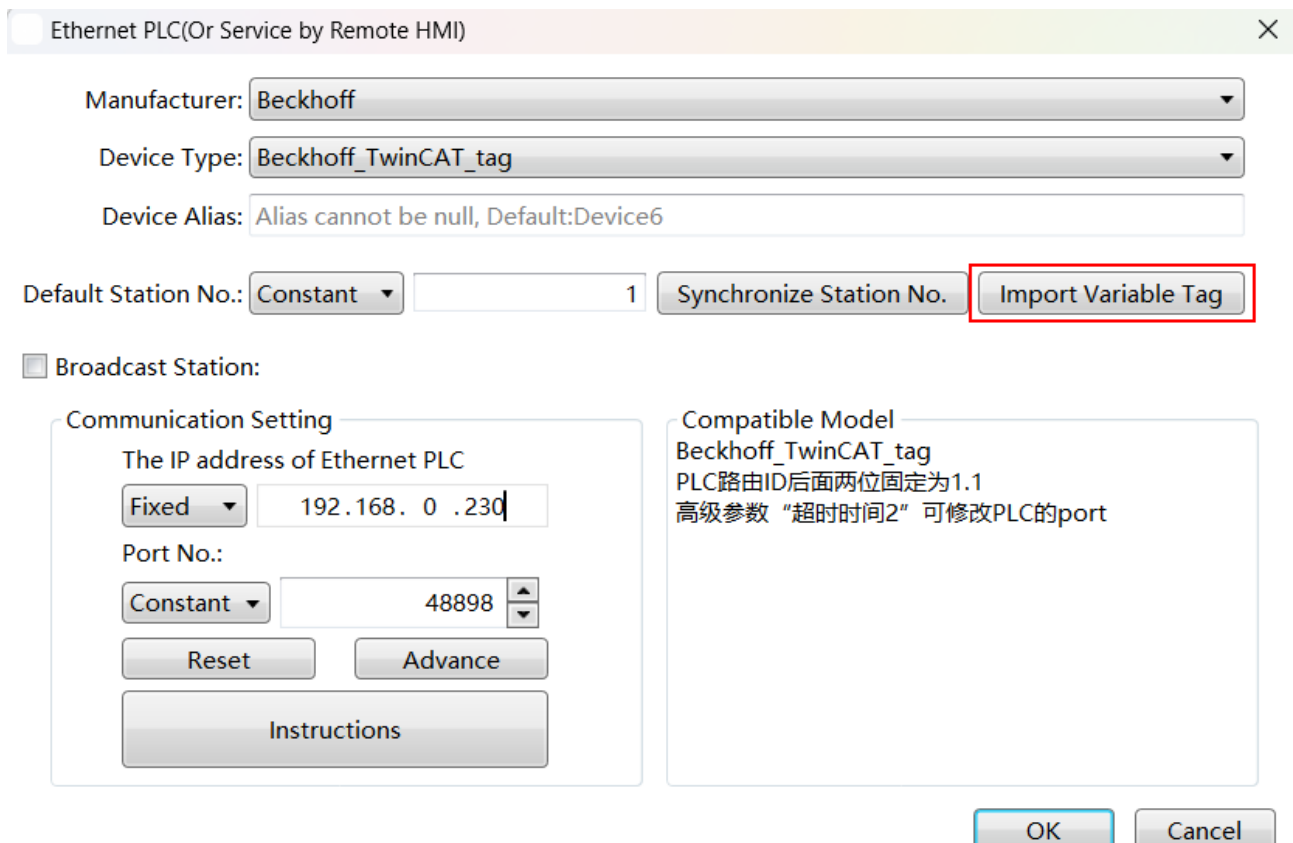 Ethernet PLC(Or Service by Remote HMI)
Manufacturer: Beckhoff
Device Type: Beckhoff_TwinCAT_tag
Device Alias: Alias cannot be null, Default:Device6
Default Station No.: Constant 1 Synchronize Station No. Import Variable Tag
Broadcast Station:
Communication Setting
The IP address of Ethernet PLC
Fixed 192.168. 0 .230
Port No.:
Constant 48898
Reset Advance
Instructions
Compatible Model
Beckhoff_TwinCAT_tag
PLC路由ID后面两位固定为1.1
高级参数“超时时间2”可修改PLC的port
OK Cancel